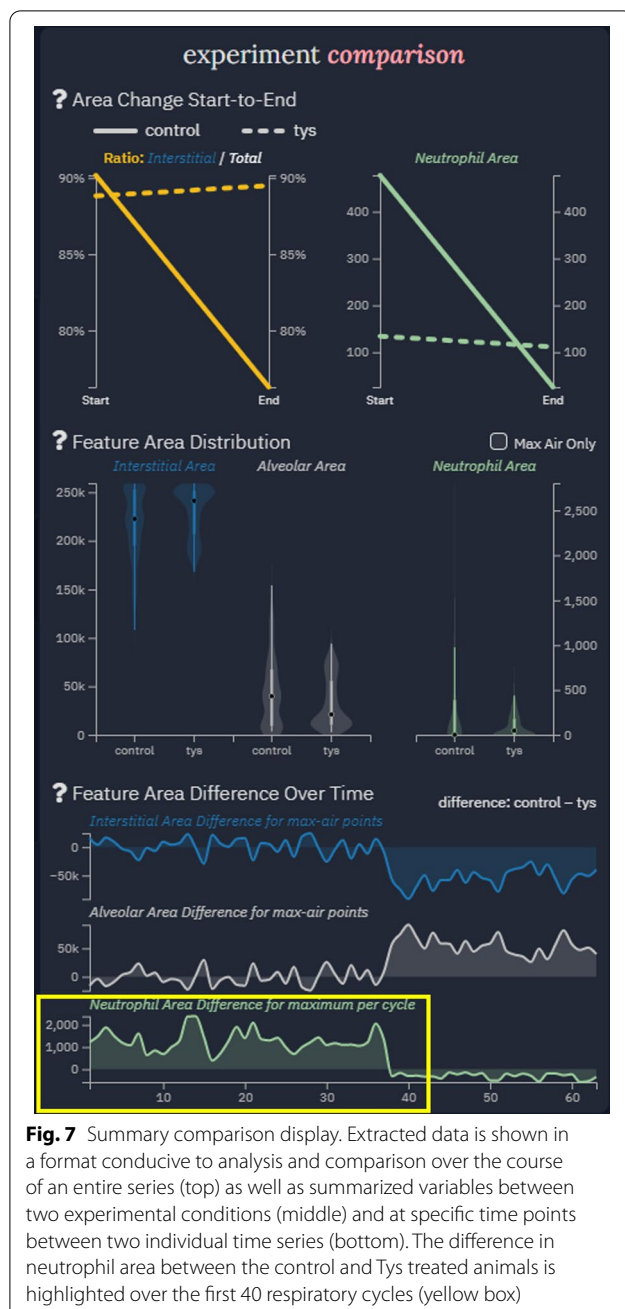 experiment comparison
? Area Change Start-to-End
control tys
Ratio: Interstitial / Total Neutrophil Area
90% 90%
85% 85%
80% 80%
Start End
400 400
300 300
200 200
100 100
Start End
? Feature Area Distribution Max Air Only
Interstitial Area Alveolar Area Neutrophil Area
250k
200k
150k
100k
50k
0
2,500
2,000
1,500
1,000
500
0
control tys control tys control tys
? Feature Area Difference Over Time difference: control – tys
Interstitial Area Difference for max-air points
0
−50k
Alveolar Area Difference for max-air points
50k
0
Neutrophil Area Difference for maximum per cycle
2,000
1,000
0
10 20 30 40 50 60
Fig. 7 Summary comparison display. Extracted data is shown in
a format conducive to analysis and comparison over the course
of an entire series (top) as well as summarized variables between
two experimental conditions (middle) and at specific time points
between two individual time series (bottom). The difference in
neutrophil area between the control and Tys treated animals is
highlighted over the first 40 respiratory cycles (yellow box)